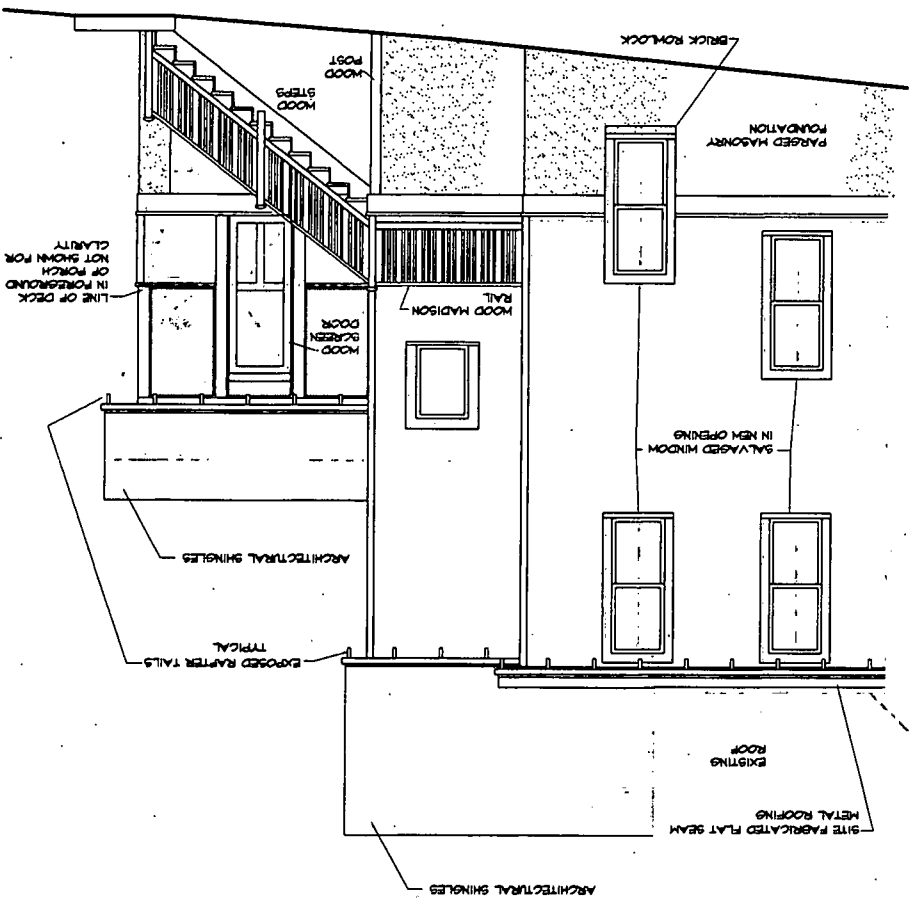 ARCHITECTURAL SHINGLES
SITE FABRICATED FLAT SEAM
METAL ROOFING
EXISTING
ROOF
EXPOSED RAFTER TAILS
TYPICAL
ARCHITECTURAL SHINGLES
SALVAGED WINDOW
IN NEW OPENING
WOOD
SCREEN
DOOR
WOOD MADISON
RAIL
LINE OF DECK
IN FOREGROUND
OF PORCH
NOT SHOWN FOR
CLARITY
PARGED MASONRY
FOUNDATION
WOOD
STEPS
WOOD
POST
BRICK ROWLOCK